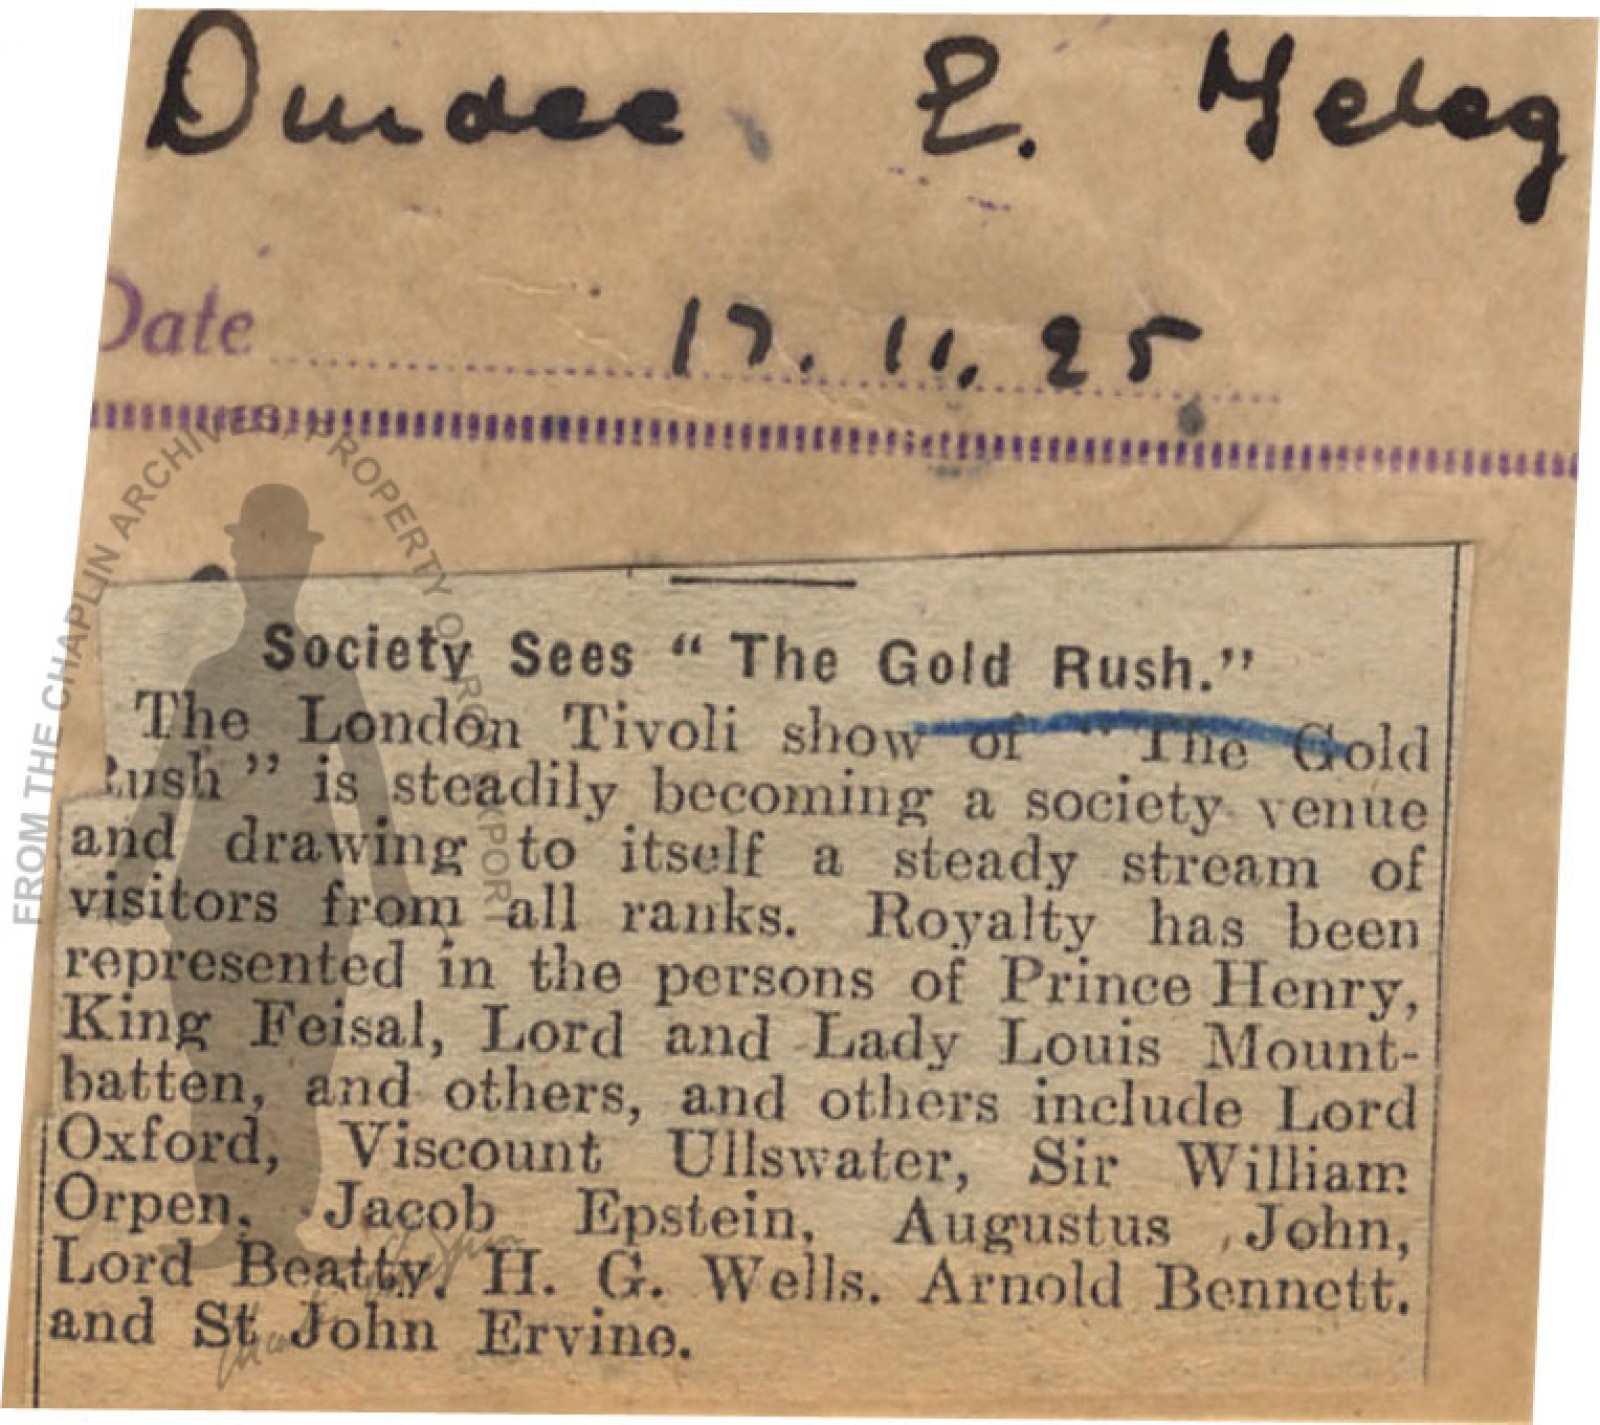 Dundee E. Teleg
Date 17.11.25
Society Sees “ The Gold Rush.”
The London Tivoli show of “ The Gold
Rush ” is steadily becoming a society venue
and drawing to itself a steady stream of
visitors from all ranks. Royalty has been
represented in the persons of Prince Henry,
King Feisal, Lord and Lady Louis Mount-
batten, and others, and others include Lord
Oxford, Viscount Ullswater, Sir William
Orpen, Jacob Epstein, Augustus John,
Lord Beatty, H. G. Wells, Arnold Bennett,
and St John Ervine.
FROM THE CHAPLIN ARCHIVES, PROPERTY OF ROY EXPORT